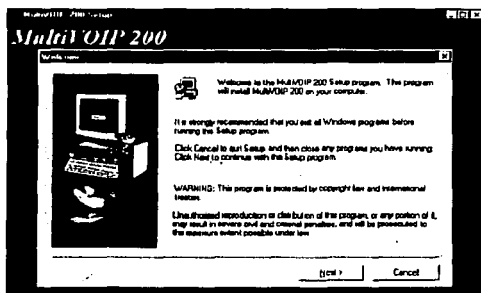 MultiVOIP 200 Setup
MultiVOIP 200
Welcome
Welcome to the MultiVOIP 200 Setup program. This program
will install MultiVOIP 200 on your computer.
It is strongly recommended that you exit all Windows programs before
running the Setup program.
Click Cancel to quit Setup and then close any programs you have running.
Click Next to continue with the Setup program.
WARNING: This program is protected by copyright law and international
treaties.
Unauthorized reproduction or distribution of this program, or any portion of it,
may result in severe civil and criminal penalties, and will be prosecuted to
the maximum extent possible under law.
Next >
Cancel